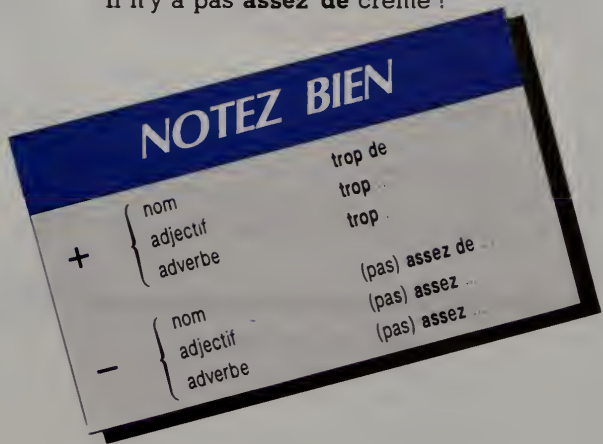 Il n'y a pas assez de crème !
NOTEZ BIEN
+ { nom trop de
adjectif trop ..
adverbe trop .
– { nom (pas) assez de ...
adjectif (pas) assez ...
adverbe (pas) assez ...